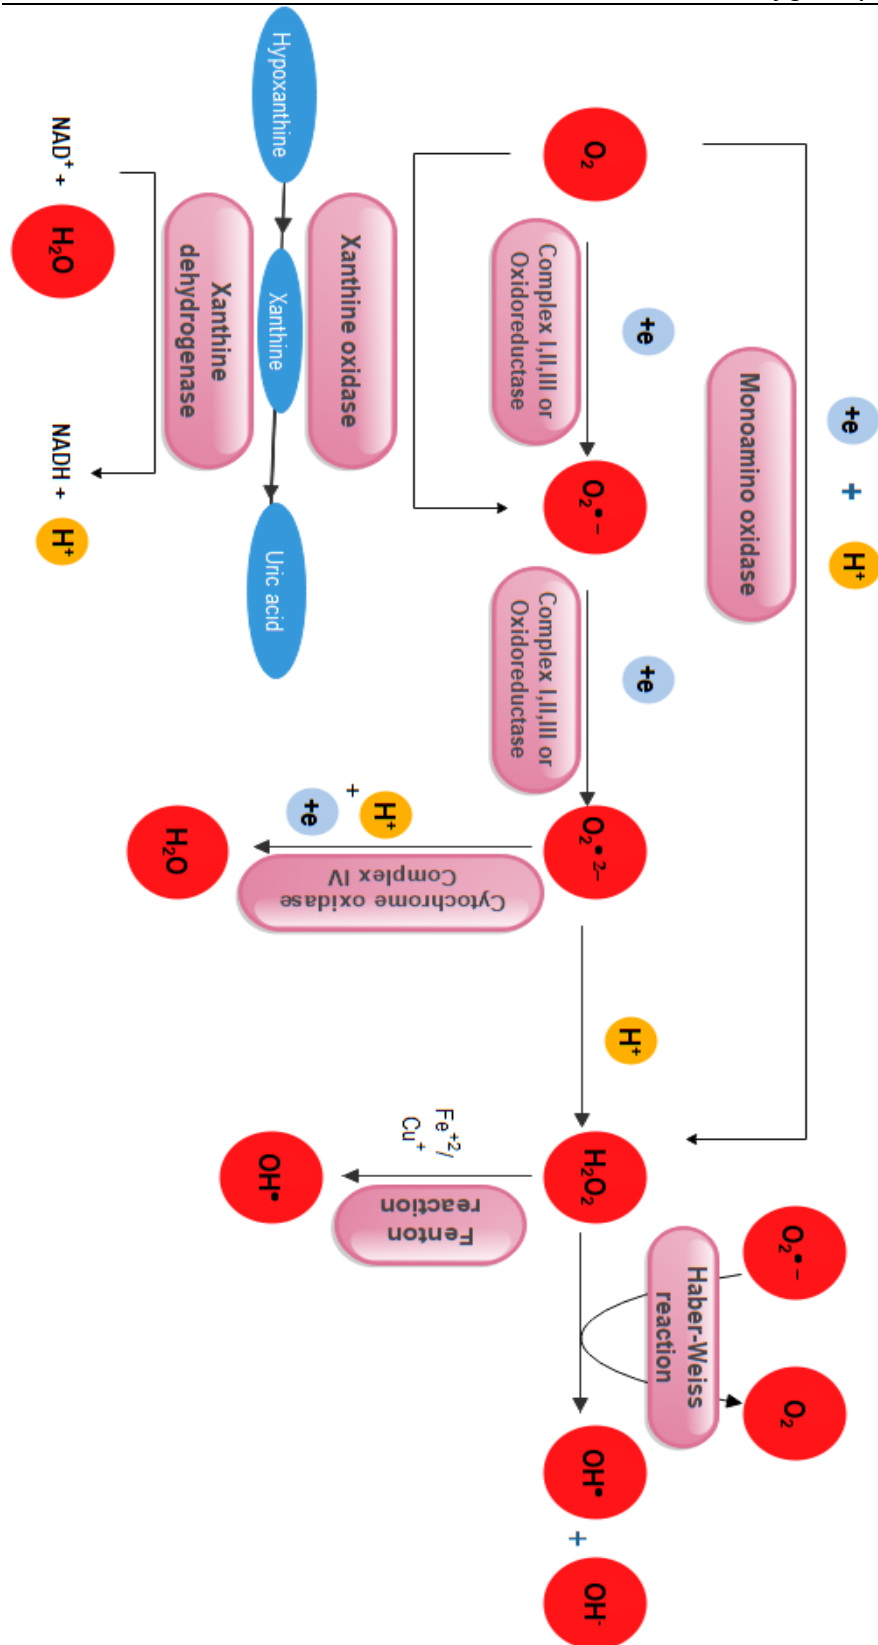 +e
+
H⁺
Monoamino oxidase
O₂•–
O₂
Haber-Weiss
reaction
+e
+e
H⁺
O₂
O₂•–
O₂•²–
H₂O₂
OH•
+
OH⁻
Complex I,II,III or
Oxidoreductase
Complex I,II,III or
Oxidoreductase
H⁺
+
+e
Cytochrome oxidase
Complex IV
H₂O
Fe⁺²/
Cu⁺
Fenton
reaction
OH•
Xanthine oxidase
Hypoxanthine
Xanthine
Uric acid
Xanthine
dehydrogenase
NAD⁺ +
H₂O
NADH +
H⁺